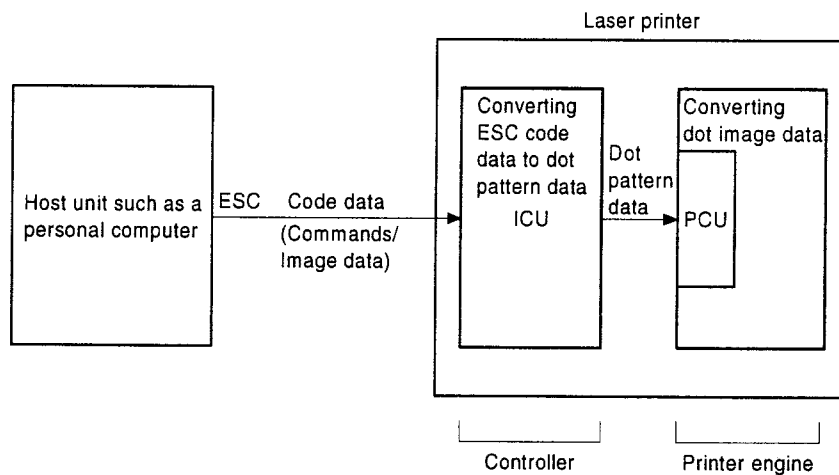 Laser printer
Host unit such as a
personal computer
ESC Code data
(Commands/
Image data)
Converting
ESC code
data to dot
pattern data
ICU
Dot
pattern
data
Converting
dot image data
PCU
Controller
Printer engine